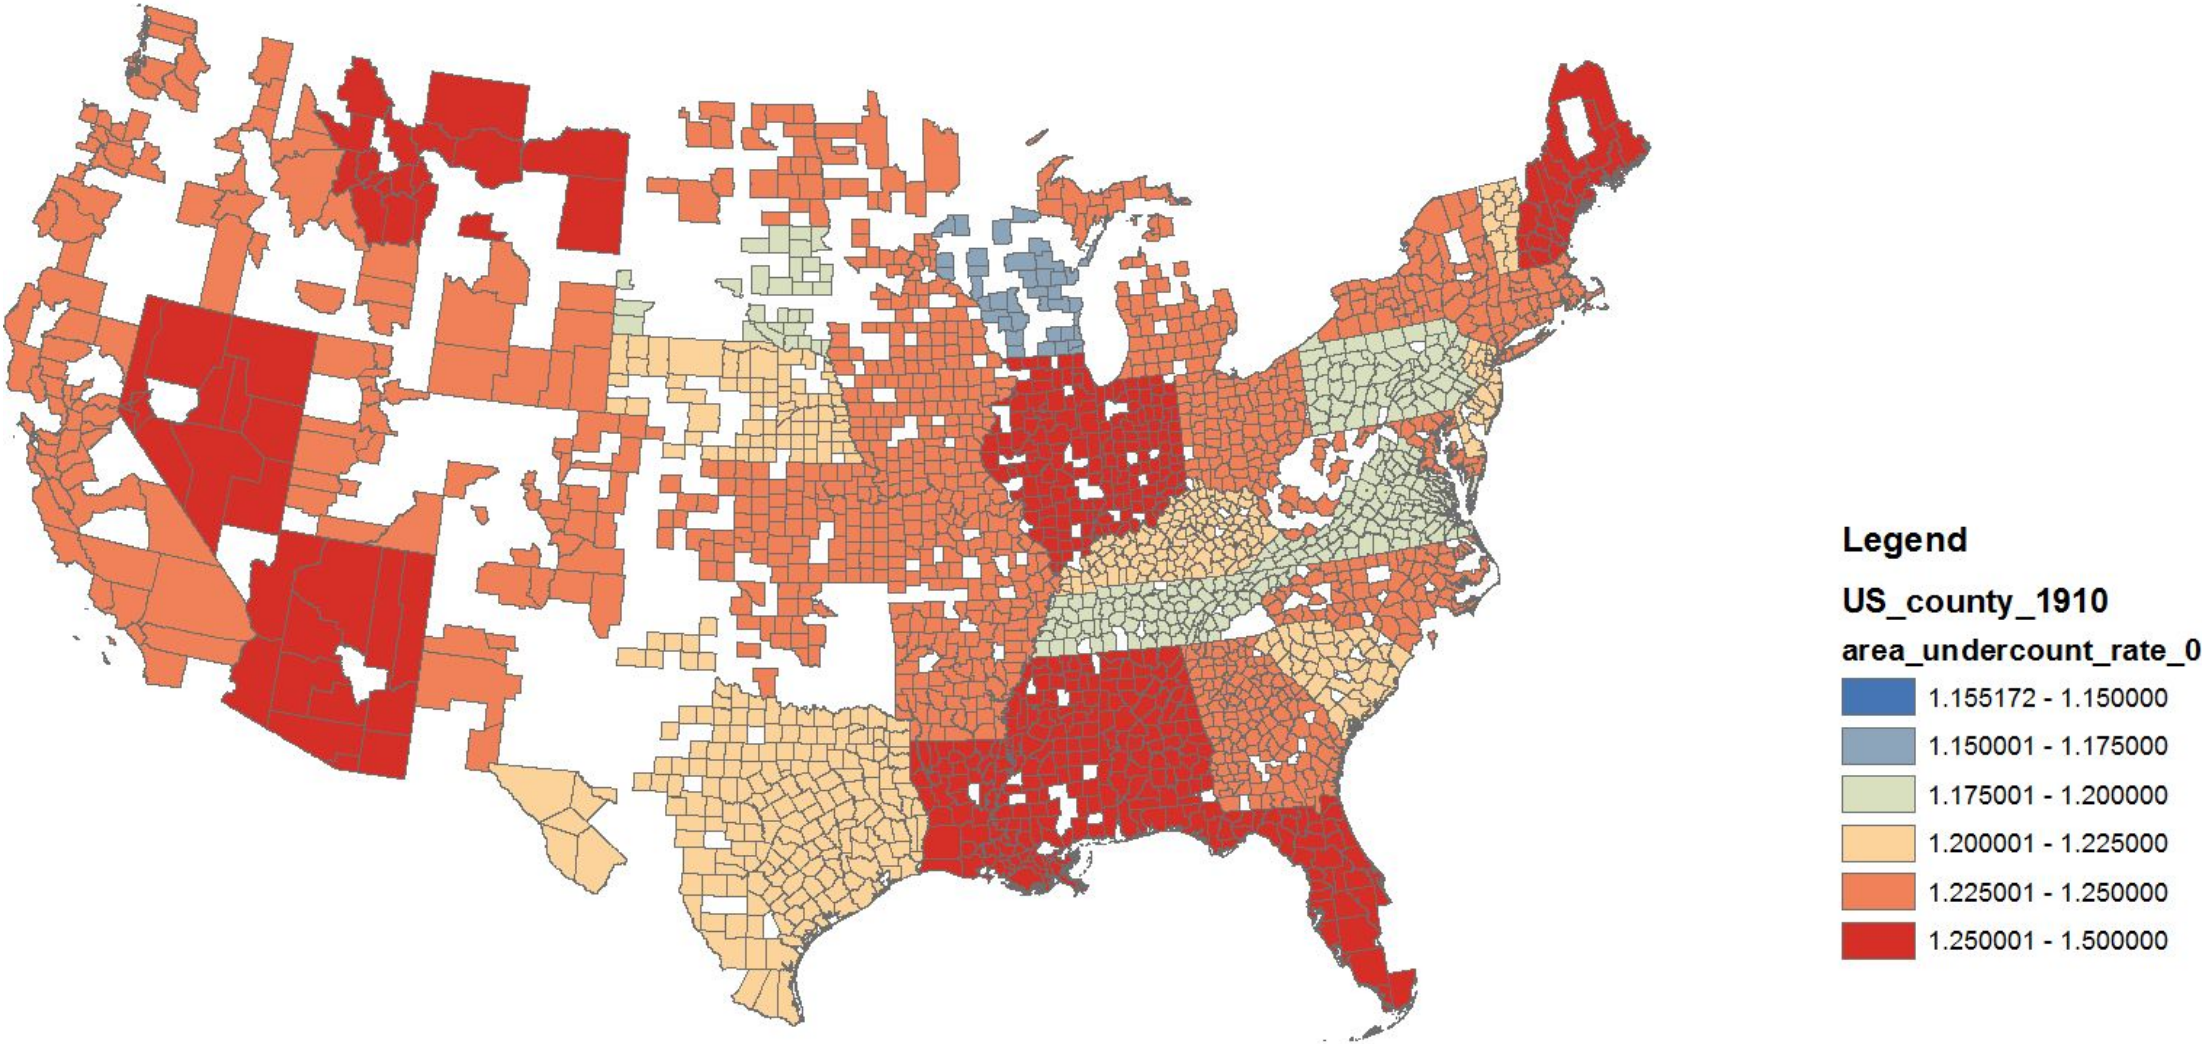 Legend
US_county_1910
area_undercount_rate_0
1.155172 - 1.150000
1.150001 - 1.175000
1.175001 - 1.200000
1.200001 - 1.225000
1.225001 - 1.250000
1.250001 - 1.500000